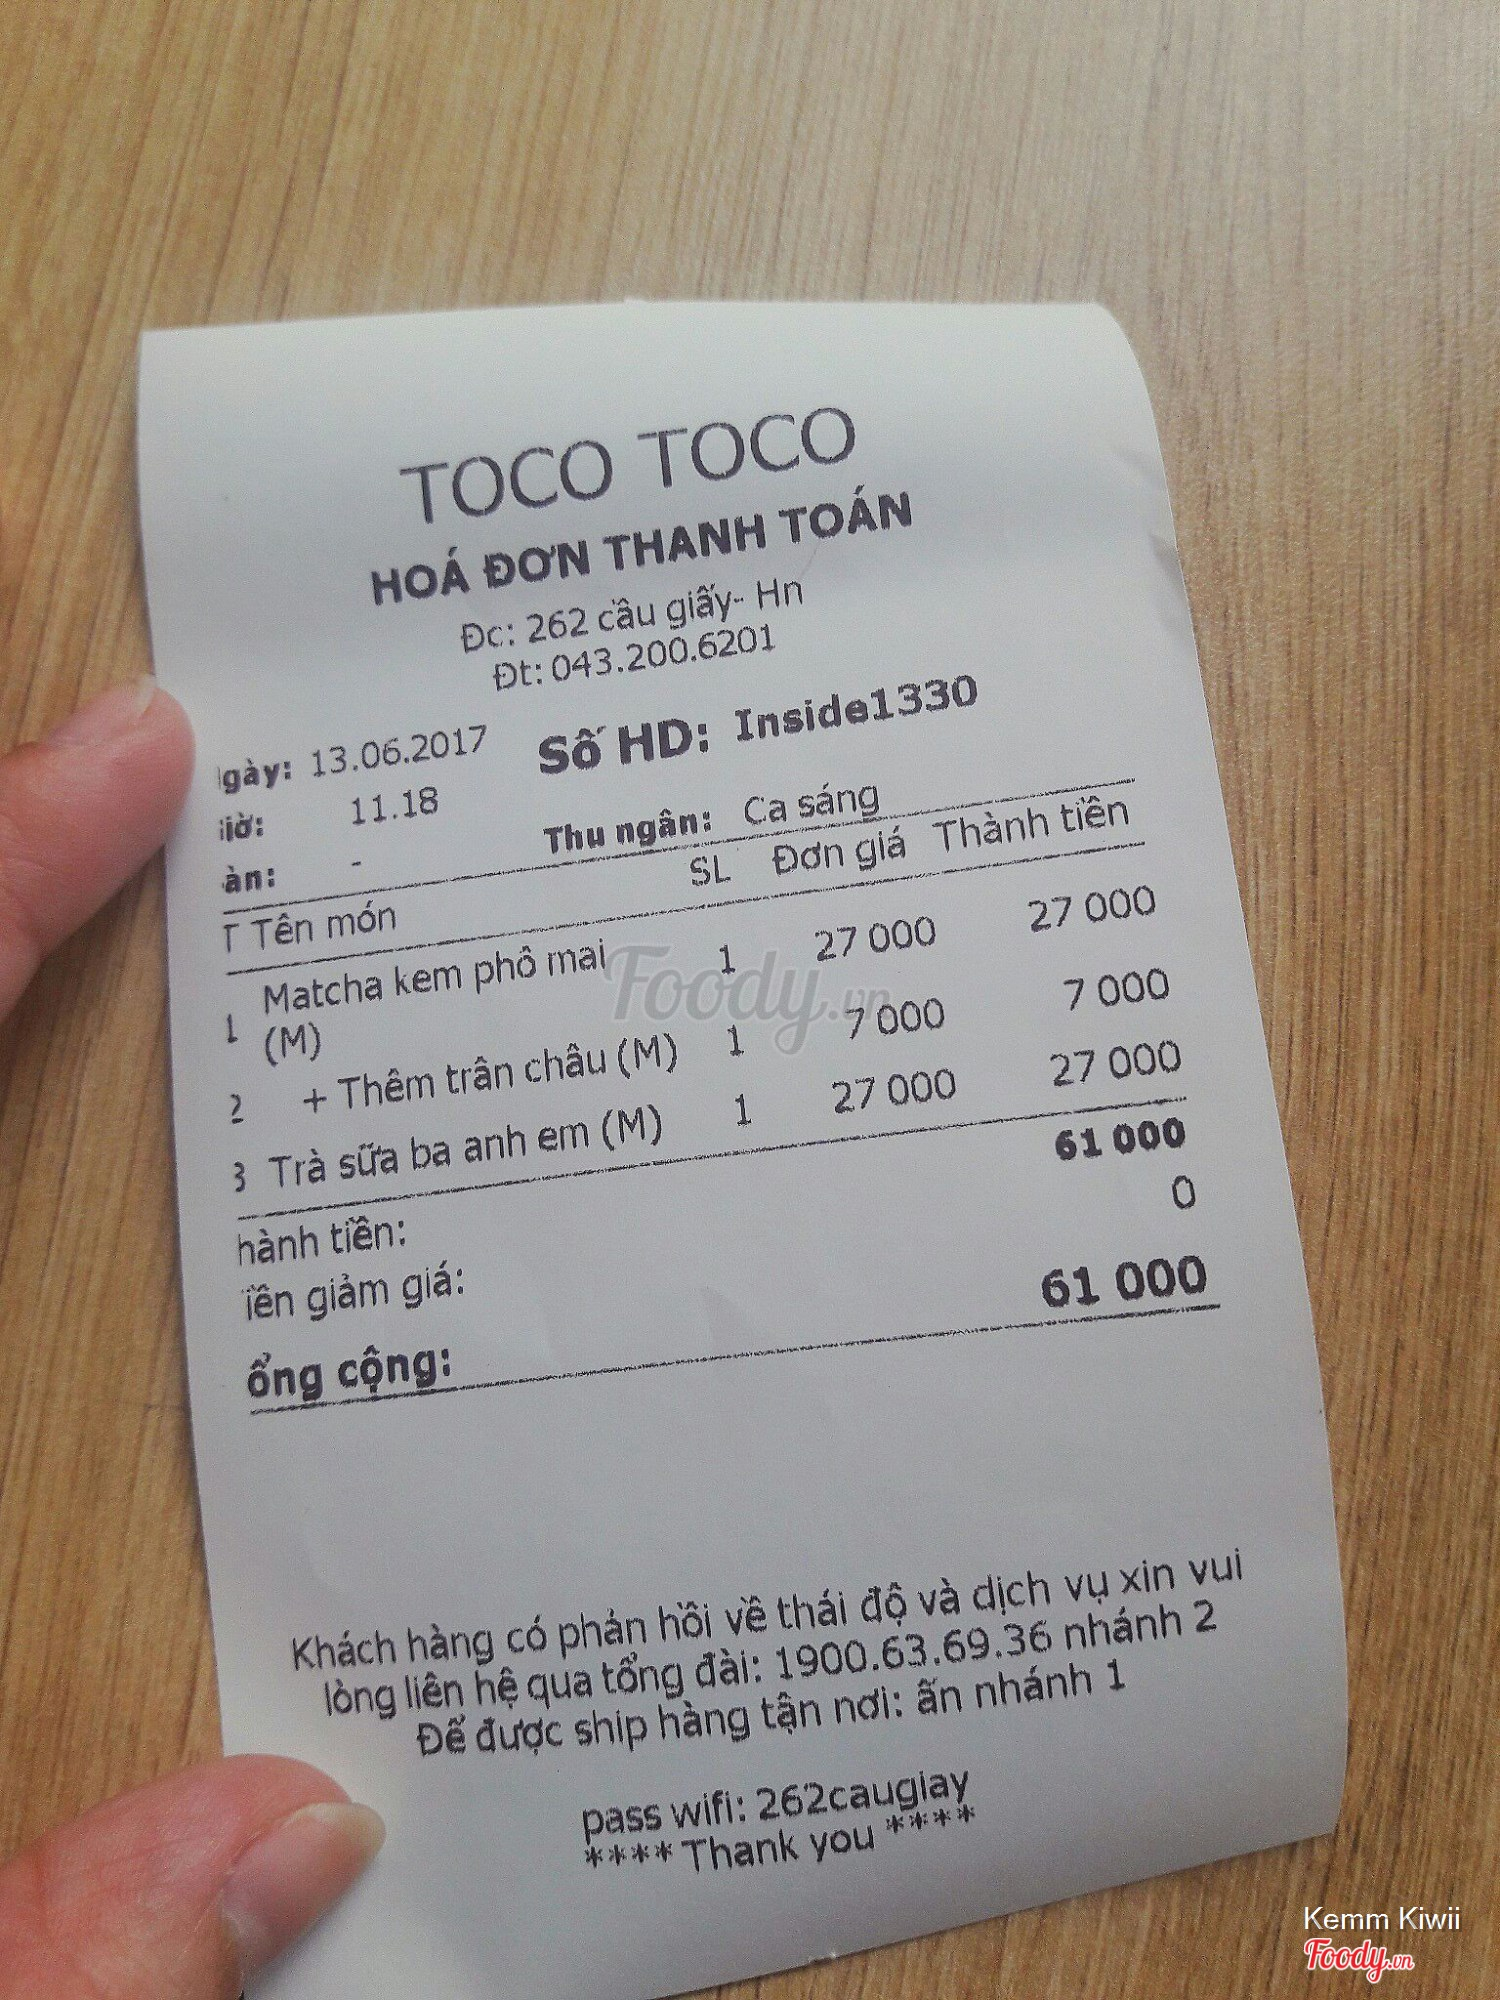 TOCO TOCO
HOÁ ĐƠN THANH TOÁN
Đc: 262 cầu giấy- Hn
Đt: 043.200.6201
gày: 13.06.2017 Số HD: Inside1330
iờ: 11.18 Thu ngân: Ca sáng
àn: -
T Tên món SL Đơn giá Thành tiền
1 Matcha kem phô mai 1 27 000 27 000
(M)
2 + Thêm trân châu (M) 1 7 000 7 000
3 Trà sữa ba anh em (M) 1 27 000 27 000
hành tiền: 61 000
iền giảm giá: 0
ổng cộng: 61 000
Khách hàng có phản hồi về thái độ và dịch vụ xin vui
lòng liên hệ qua tổng đài: 1900.63.69.36 nhánh 2
Để được ship hàng tận nơi: ấn nhánh 1
pass wifi: 262caugiay
**** Thank you ****
Foody.vn
Kemm Kiwii
Foody.vn